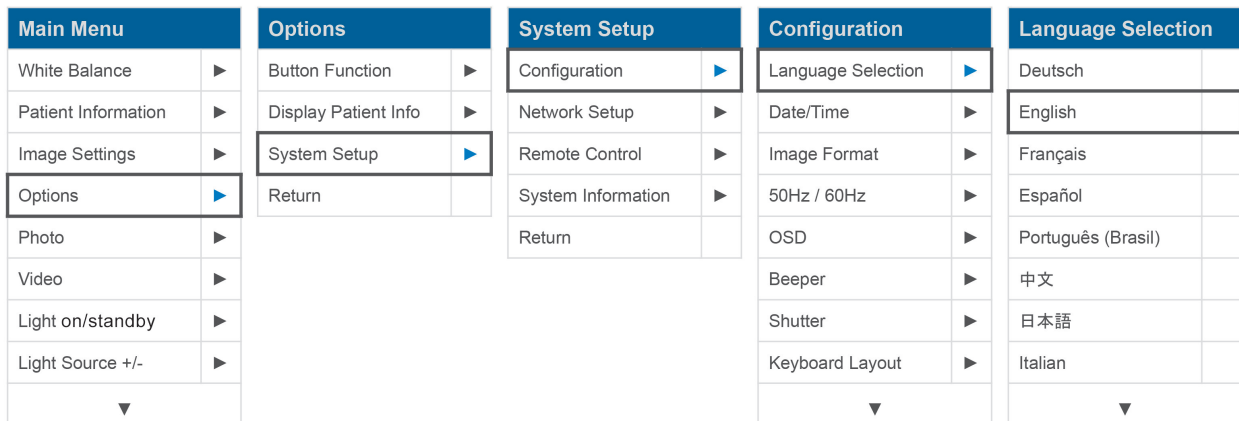 Main Menu
White Balance
Patient Information
Image Settings
Options
Photo
Video
Light on/standby
Light Source +/-
Options
Button Function
Display Patient Info
System Setup
Return
System Setup
Configuration
Network Setup
Remote Control
System Information
Return
Configuration
Language Selection
Date/Time
Image Format
50Hz / 60Hz
OSD
Beeper
Shutter
Keyboard Layout
Language Selection
Deutsch
English
Français
Español
Português (Brasil)
中文
日本語
Italian